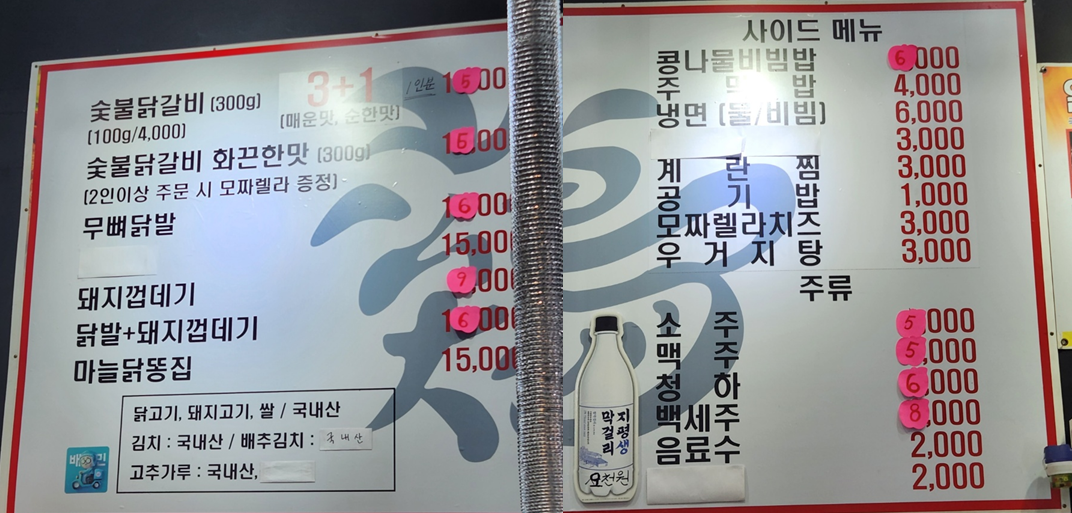 숯불닭갈비 (300g) 3+1 1인분 15,000
(100g/4,000) (매운맛, 순한맛)
숯불닭갈비 화끈한맛 (300g) 15,000
(2인이상 주문 시 모짜렐라 증정)
무뼈닭발 16,000
15,000
돼지껍데기 9,000
닭발+돼지껍데기 16,000
마늘닭똥집 15,000
닭고기, 돼지고기, 쌀 / 국내산
김치 : 국내산 / 배추김치 : 국내산
고추가루 : 국내산,
사이드 메뉴
콩나물비빔밥 6,000
주먹밥 4,000
냉면 (물/비빔) 6,000
3,000
계란찜 3,000
공기밥 1,000
모짜렐라치즈 3,000
우거지탕 3,000
주류
소주 5,000
맥주 5,000
청하 6,000
백세주 8,000
음료수 2,000
2,000
지평생
막걸리
오천원